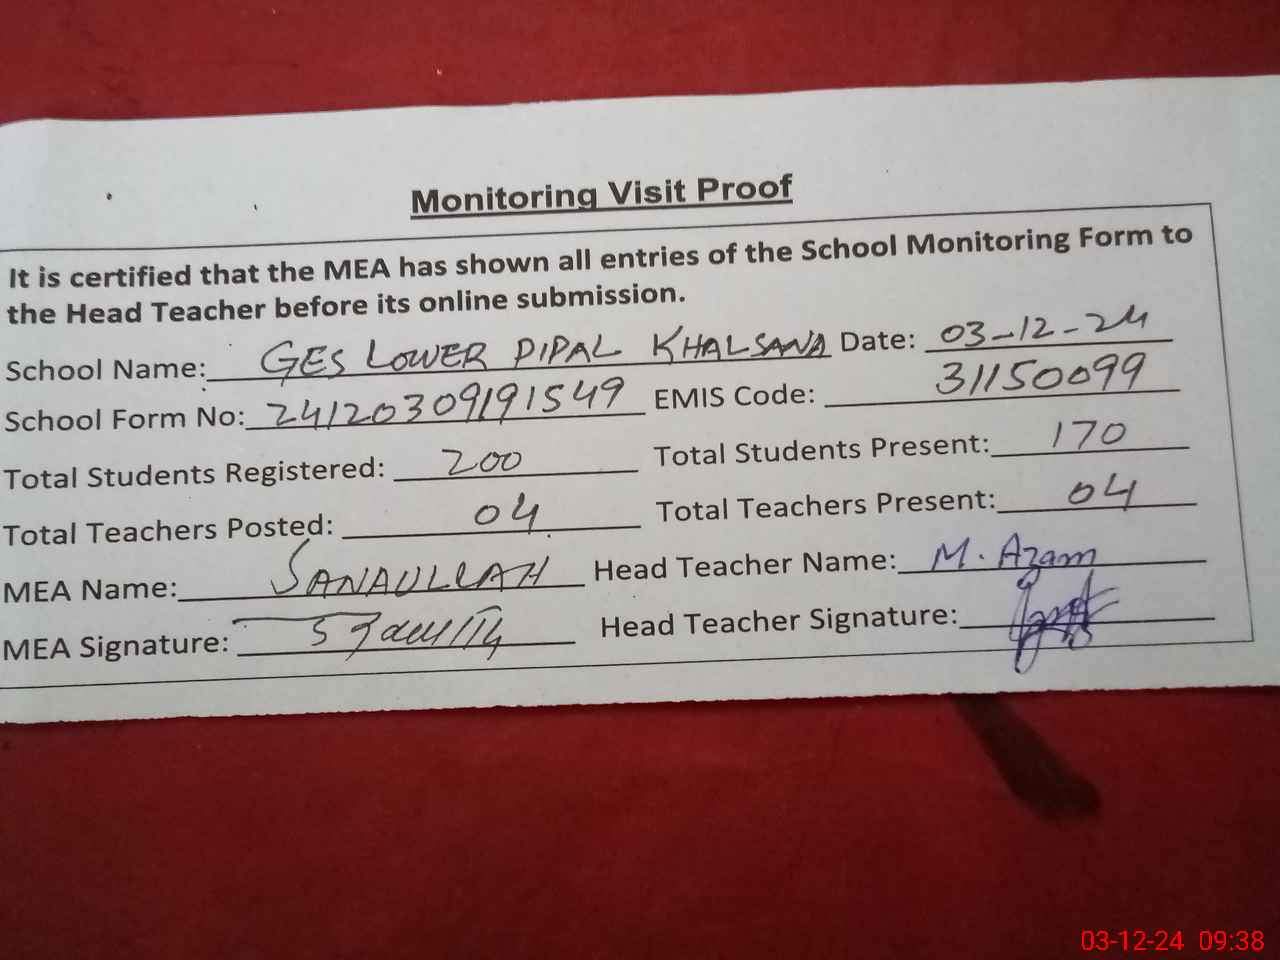 Monitoring Visit Proof
It is certified that the MEA has shown all entries of the School Monitoring Form to
the Head Teacher before its online submission.
School Name: GES LOWER PIPAL KHALSANA Date: 03-12-24
School Form No: 24120309191549 EMIS Code: 31150099
Total Students Registered: 200 Total Students Present: 170
Total Teachers Posted: 04 Total Teachers Present: 04
MEA Name: SANAULLAH Head Teacher Name: M. Azam
MEA Signature: Head Teacher Signature:
03-12-24 09:38